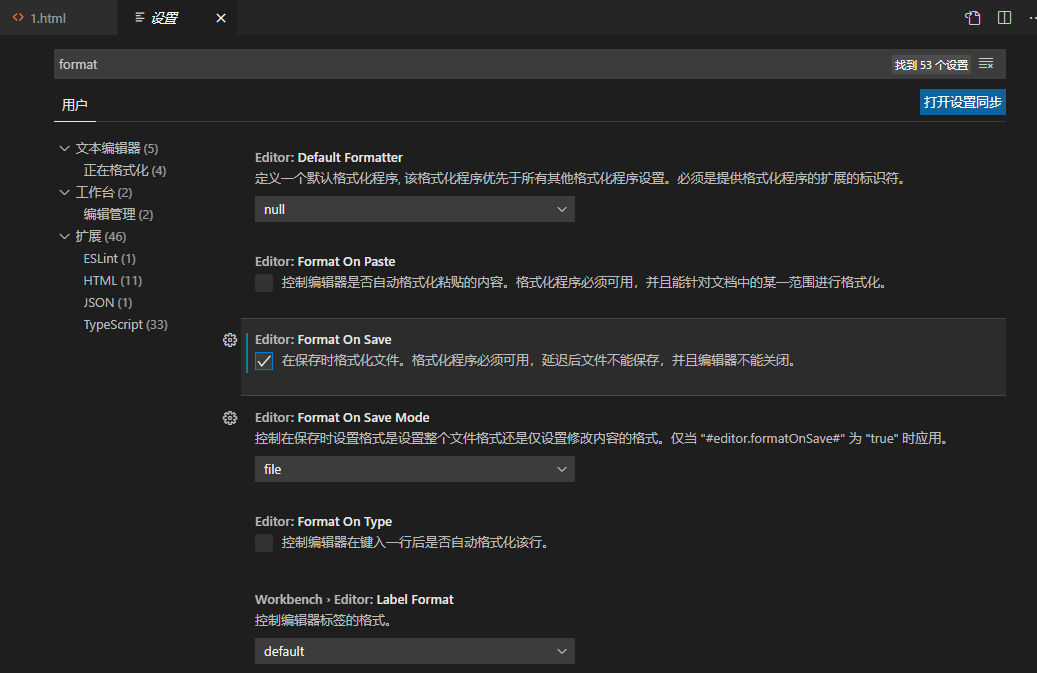 1.html
设置
format
找到 53 个设置
用户
打开设置同步
文本编辑器 (5)
正在格式化 (4)
工作台 (2)
编辑管理 (2)
扩展 (46)
ESLint (1)
HTML (11)
JSON (1)
TypeScript (33)
Editor: Default Formatter
定义一个默认格式化程序, 该格式化程序优先于所有其他格式化程序设置。必须是提供格式化程序的扩展的标识符。
null
Editor: Format On Paste
控制编辑器是否自动格式化粘贴的内容。格式化程序必须可用，并且能针对文档中的某一范围进行格式化。
Editor: Format On Save
在保存时格式化文件。格式化程序必须可用，延迟后文件不能保存，并且编辑器不能关闭。
Editor: Format On Save Mode
控制在保存时设置格式是设置整个文件格式还是仅设置修改内容的格式。仅当 "#editor.formatOnSave#" 为 "true" 时应用。
file
Editor: Format On Type
控制编辑器在键入一行后是否自动格式化该行。
Workbench › Editor: Label Format
控制编辑器标签的格式。
default